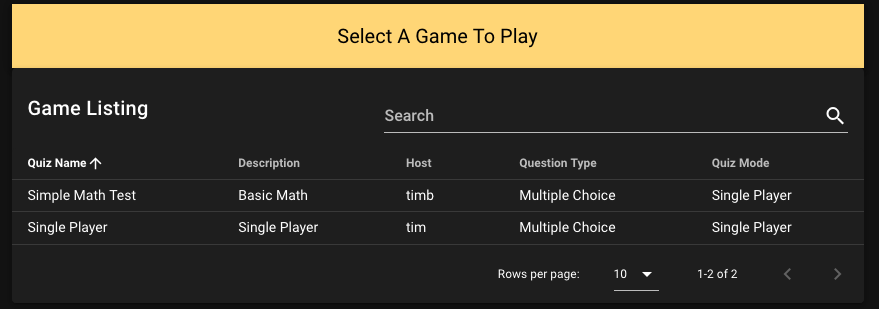 Select A Game To Play
Game Listing
Search
Quiz Name Description Host Question Type Quiz Mode
Simple Math Test Basic Math timb Multiple Choice Single Player
Single Player Single Player tim Multiple Choice Single Player
Rows per page: 10 1-2 of 2